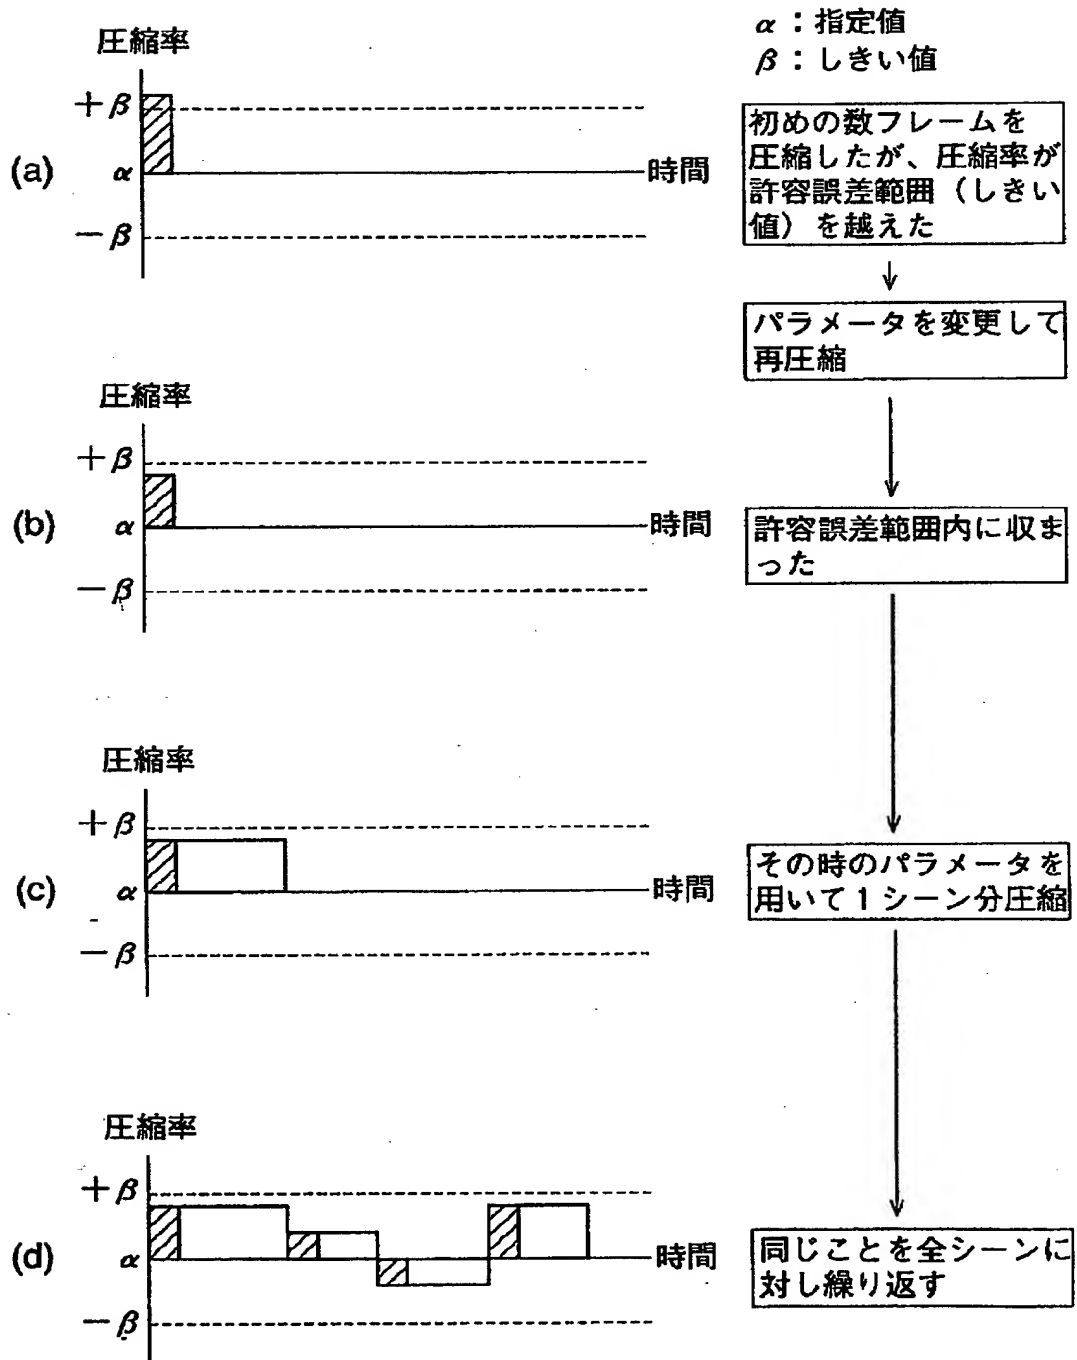 α：指定値
β：しきい値
(a)
圧縮率
＋β
α
－β
時間
初めの数フレームを
圧縮したが、圧縮率が
許容誤差範囲（しきい
値）を越えた
パラメータを変更して
再圧縮
(b)
圧縮率
＋β
α
－β
時間
許容誤差範囲内に収ま
った
(c)
圧縮率
＋β
α
－β
時間
その時のパラメータを
用いて１シーン分圧縮
(d)
圧縮率
＋β
α
－β
時間
同じことを全シーンに
対し繰り返す